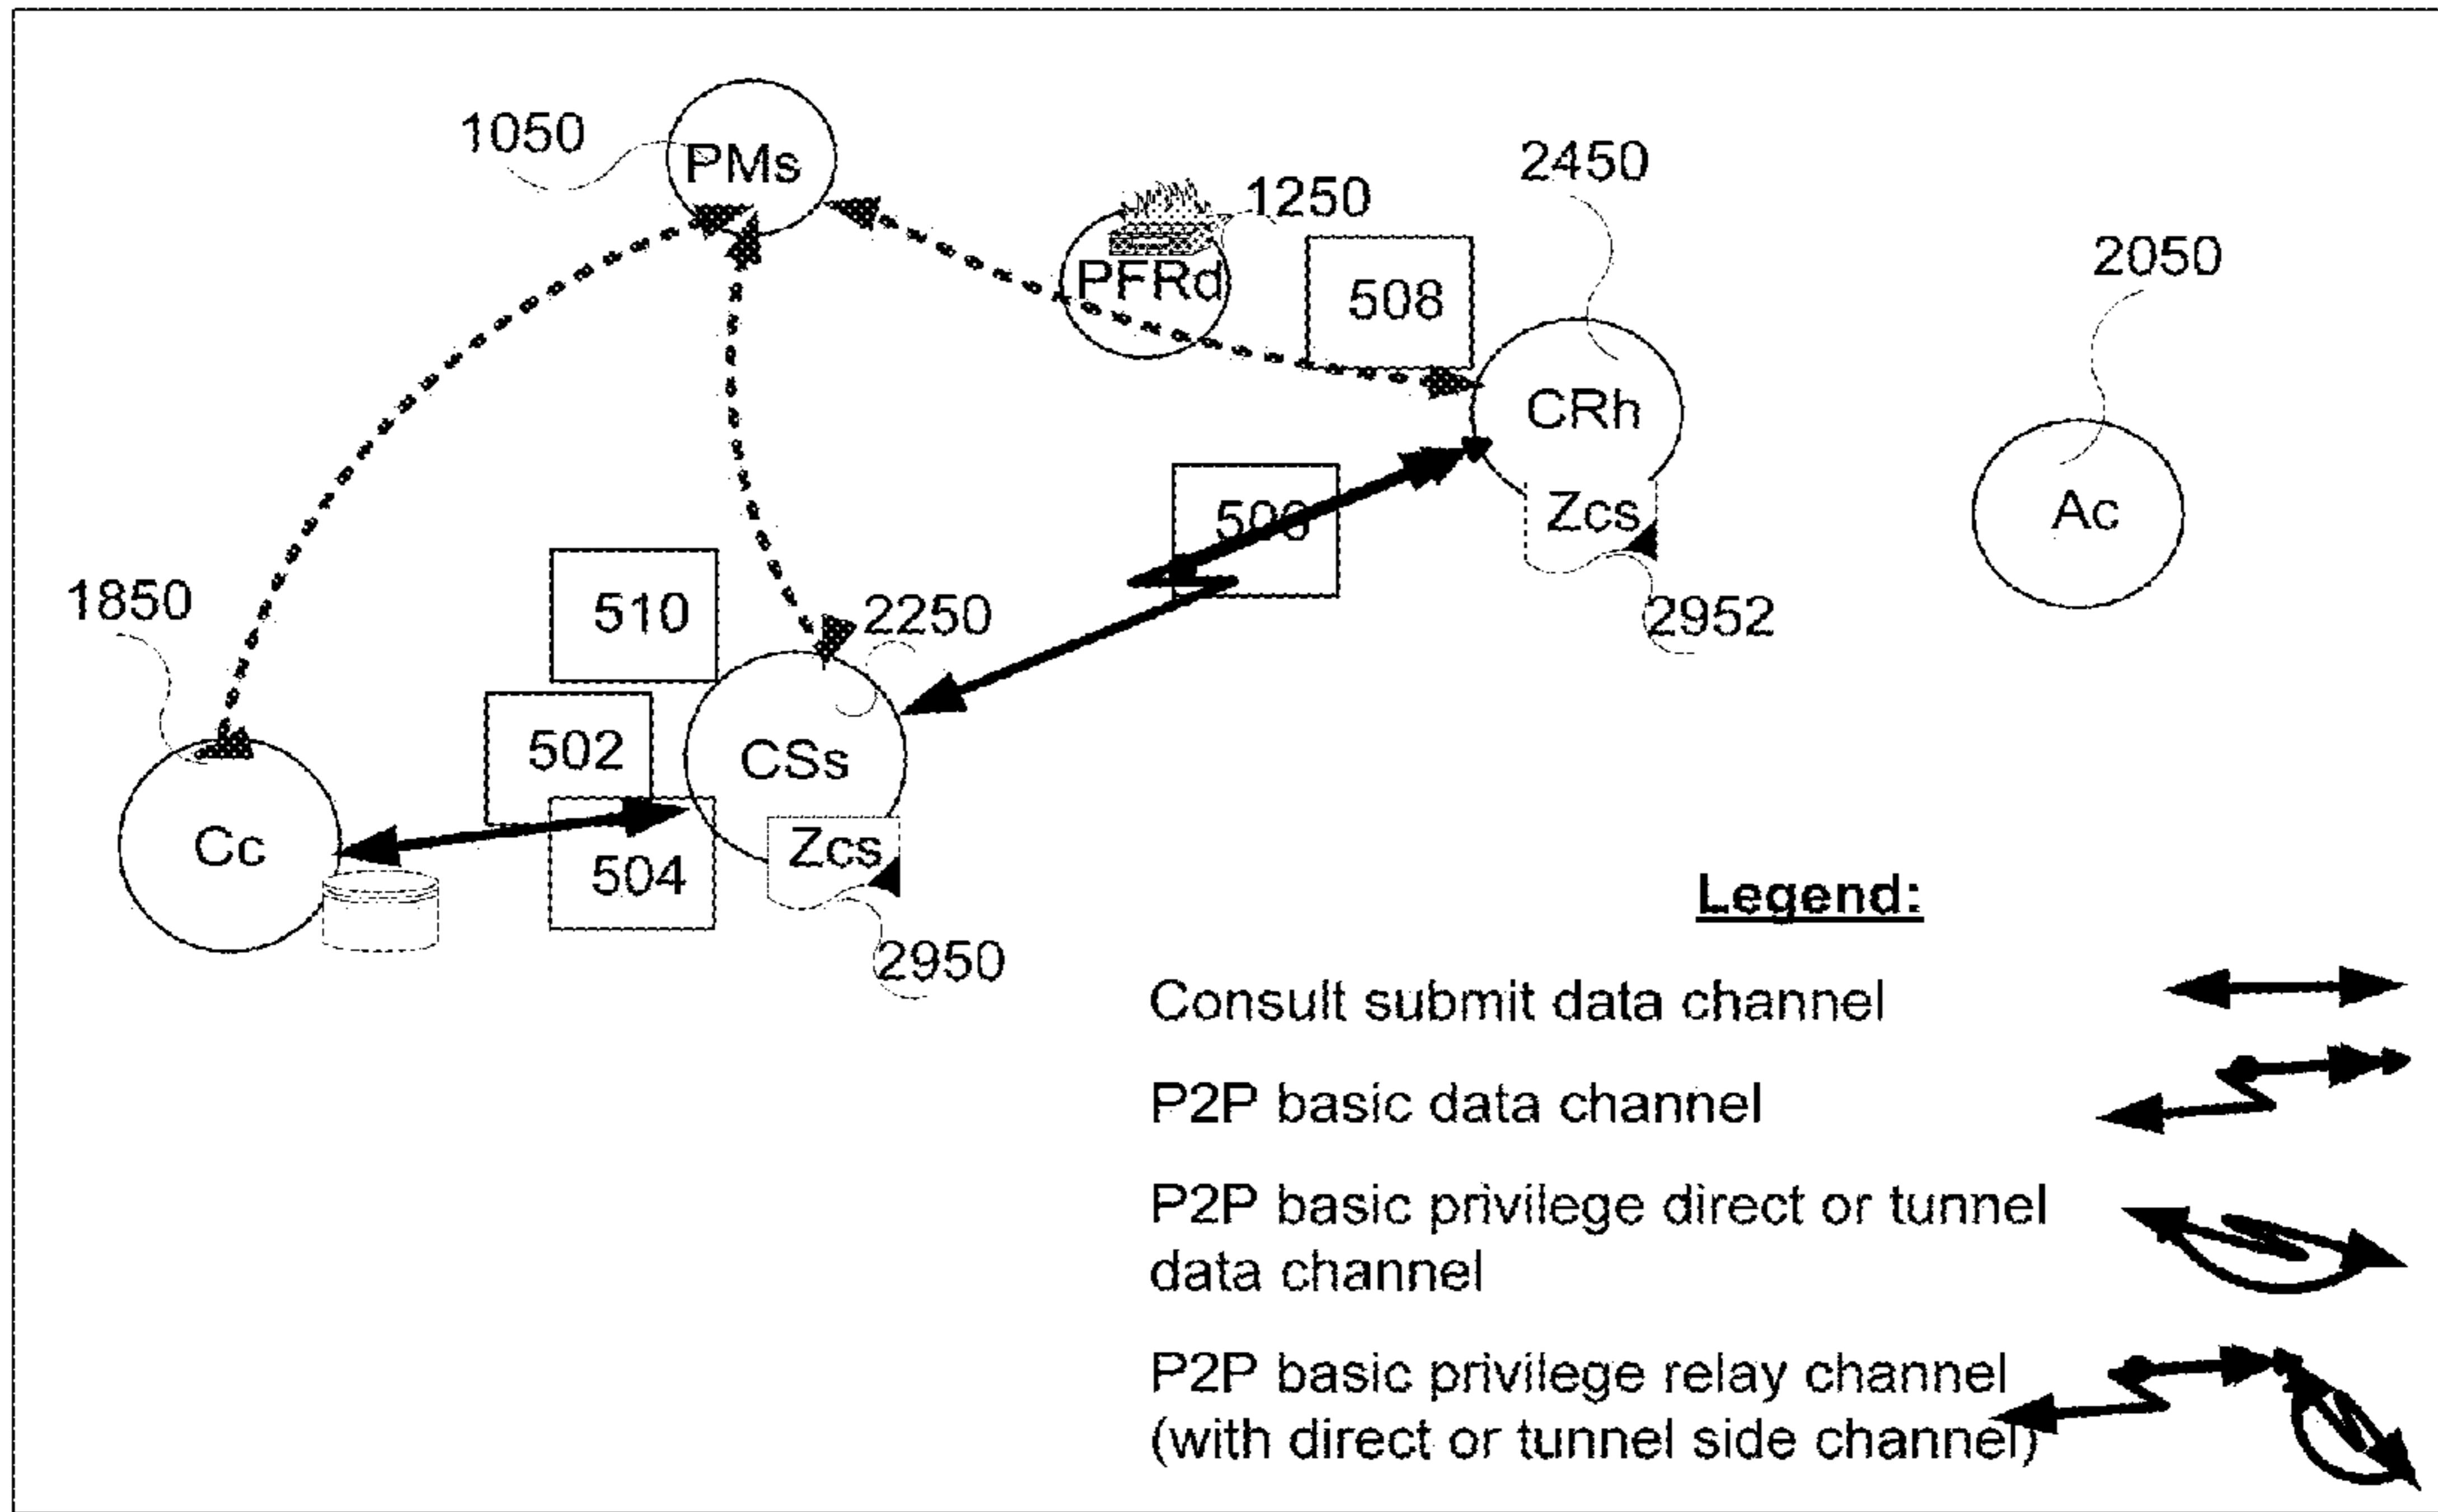 1050
PMs
1250
PFRd
508
2450
CRh
Zcs
2952
2050
Ac
1850
510
2250
502
CSs
Cc
504
Zcs
2950
Legend:
Consult submit data channel
P2P basic data channel
P2P basic privilege direct or tunnel
data channel
P2P basic privilege relay channel
(with direct or tunnel side channel)